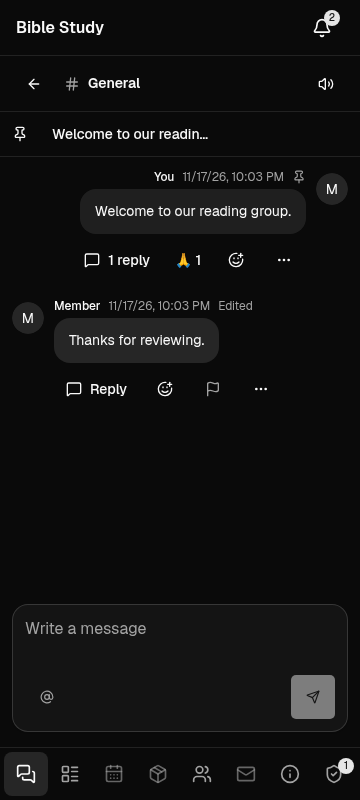 Bible Study
2
# General
Welcome to our readin...
You 11/17/26, 10:03 PM
M
Welcome to our reading group.
1 reply 🙏 1
Member 11/17/26, 10:03 PM Edited
M
Thanks for reviewing.
Reply
Write a message
@
1